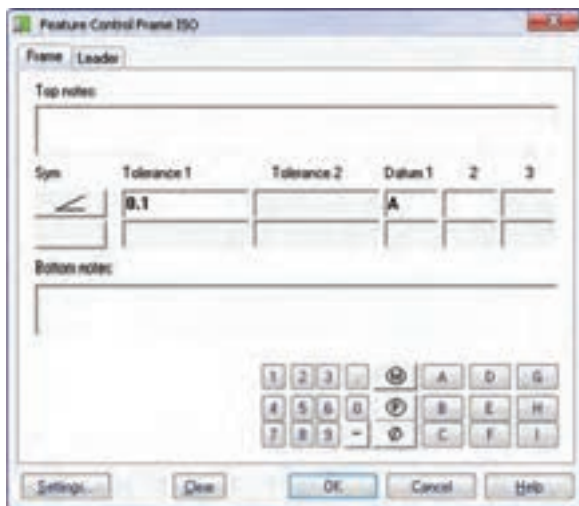 Feature Control Frame ISO
Frame Leader
Top notes:
Sym Tolerance 1 Tolerance 2 Datum 1 2 3
0.1 A
Bottom notes:
1 2 3 . Ⓜ A D G
4 5 6 0 Ⓟ B E H
7 8 9 - ∅ C F I
Settings... Clear OK Cancel Help